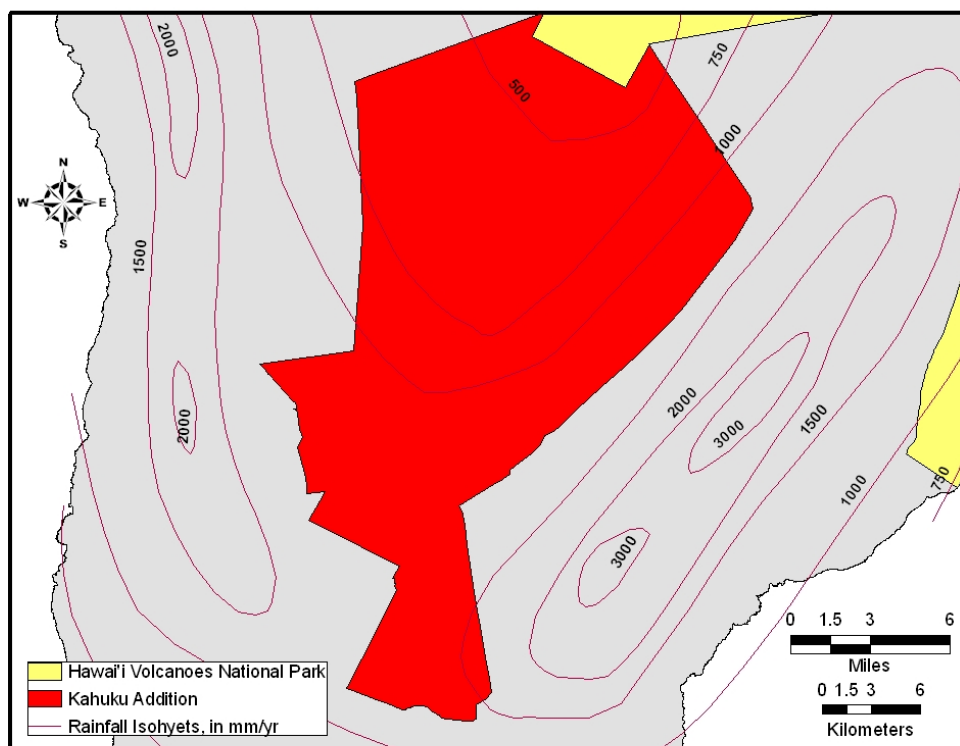 2000
750
500
1000
N
W E
S
1500
2000
2000
3000
1500
3000
1000
750
Hawai'i Volcanoes National Park
Kahuku Addition
Rainfall Isohyets, in mm/yr
0 1.5 3 6
Miles
0 1.5 3 6
Kilometers